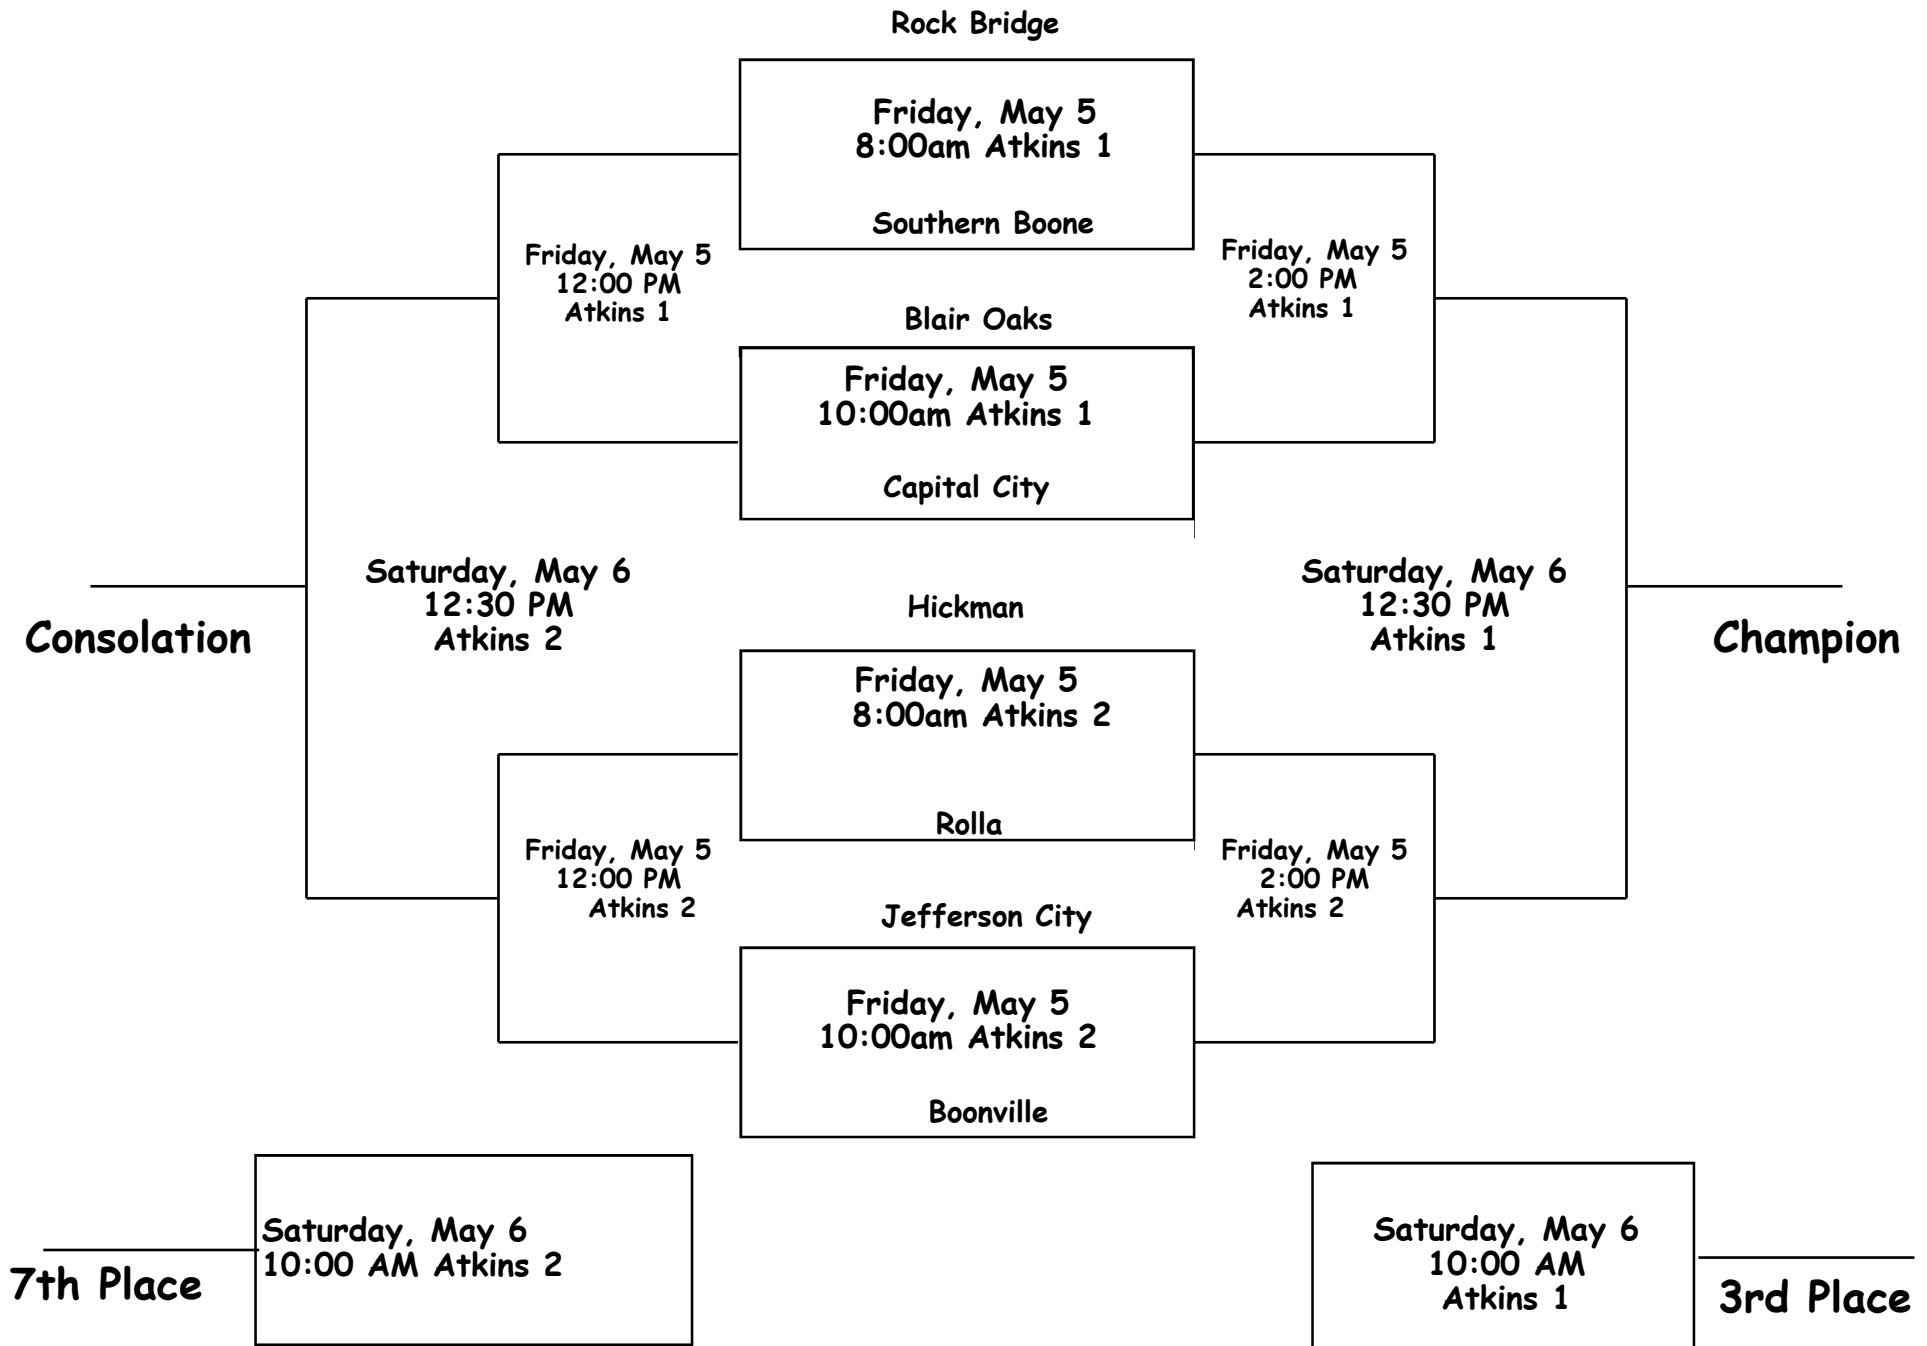 Rock Bridge
Friday, May 5
8:00am Atkins 1
Southern Boone
Friday, May 5
12:00 PM
Atkins 1
Friday, May 5
2:00 PM
Atkins 1
Blair Oaks
Friday, May 5
10:00am Atkins 1
Capital City
Saturday, May 6
12:30 PM
Atkins 2
Consolation
Hickman
Saturday, May 6
12:30 PM
Atkins 1
Champion
Friday, May 5
8:00am Atkins 2
Rolla
Friday, May 5
12:00 PM
Atkins 2
Friday, May 5
2:00 PM
Atkins 2
Jefferson City
Friday, May 5
10:00am Atkins 2
Boonville
Saturday, May 6
10:00 AM Atkins 2
7th Place
Saturday, May 6
10:00 AM
Atkins 1
3rd Place